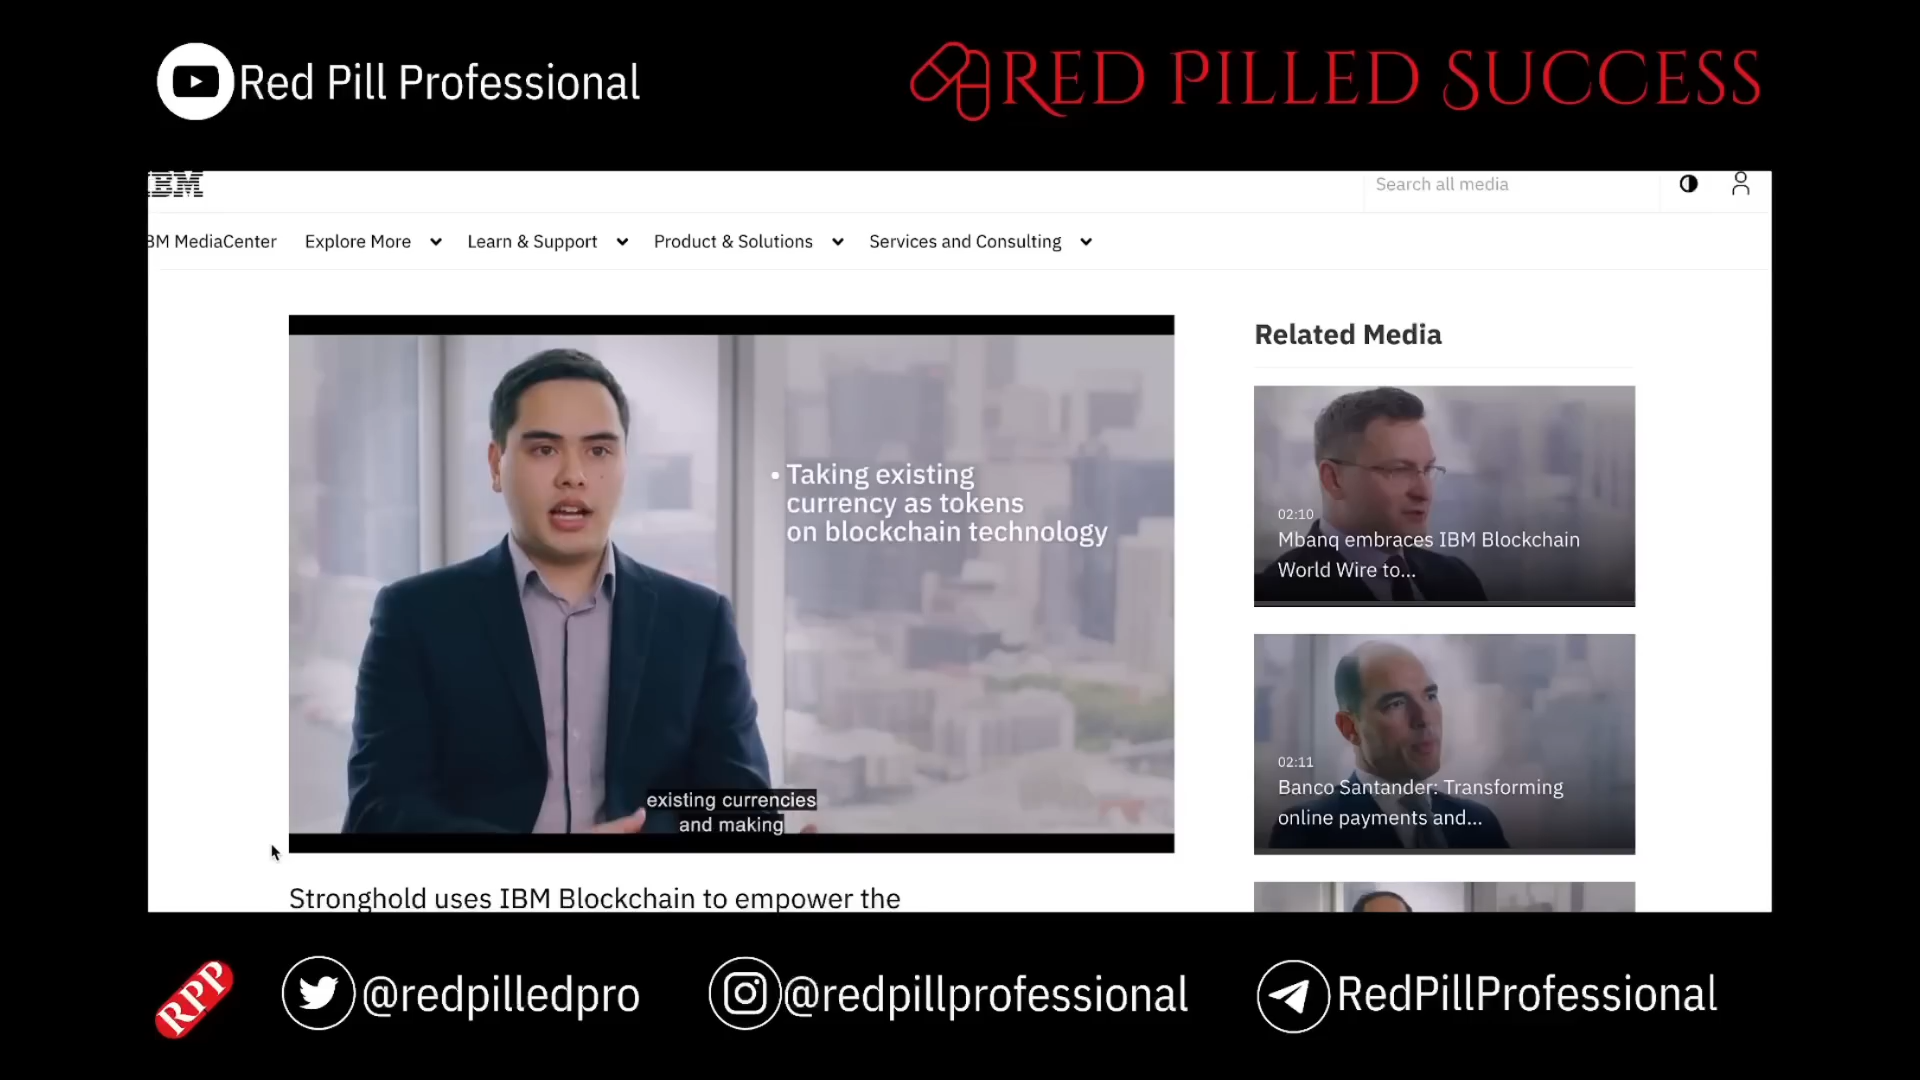 Red Pill Professional
RED PILLED SUCCESS
IBM
Search all media
BM MediaCenter
Explore More
Learn & Support
Product & Solutions
Services and Consulting
Related Media
• Taking existing
currency as tokens
on blockchain technology
existing currencies
and making
02:10
Mbanq embraces IBM Blockchain
World Wire to...
02:11
Banco Santander: Transforming
online payments and...
Stronghold uses IBM Blockchain to empower the
RPP
@redpilledpro
@redpillprofessional
RedPillProfessional